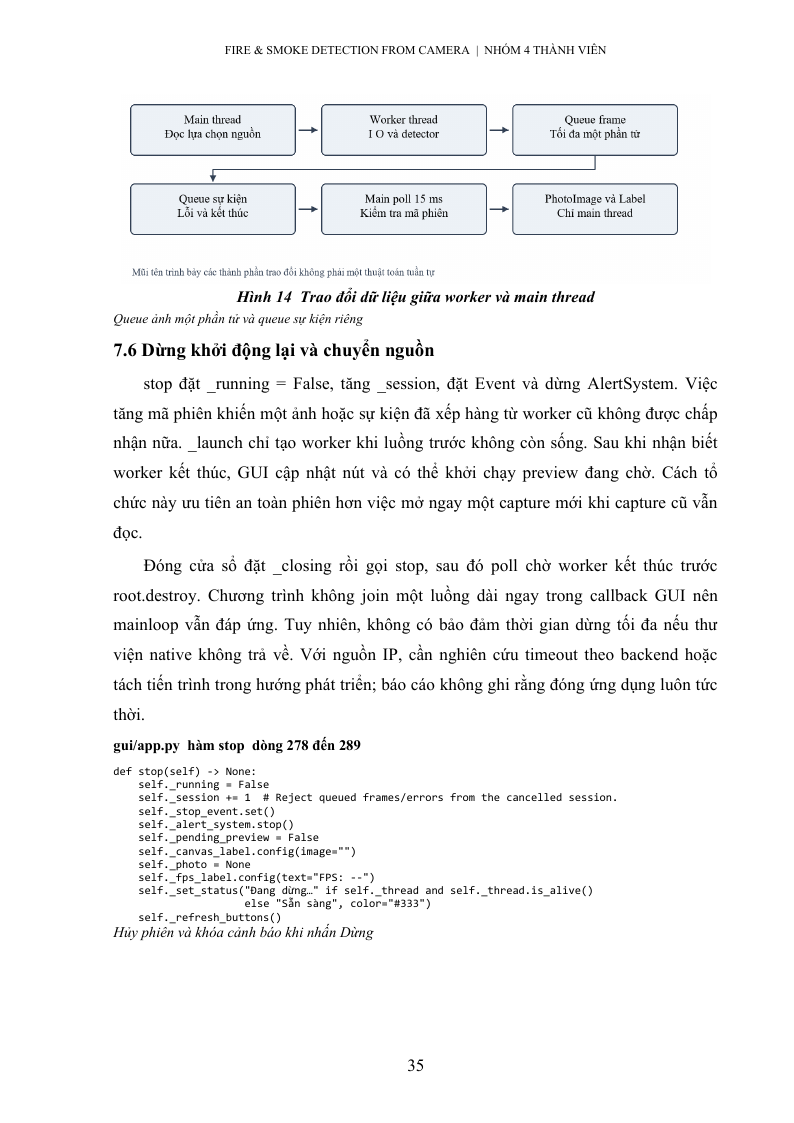 FIRE & SMOKE DETECTION FROM CAMERA | NHÓM 4 THÀNH VIÊN
Main thread
Đọc lựa chọn nguồn
Worker thread
I O và detector
Queue frame
Tối đa một phần tử
Queue sự kiện
Lỗi và kết thúc
Main poll 15 ms
Kiểm tra mã phiên
PhotoImage và Label
Chỉ main thread
Mũi tên trình bày các thành phần trao đổi không phải một thuật toán tuần tự
Hình 14 Trao đổi dữ liệu giữa worker và main thread
Queue ảnh một phần tử và queue sự kiện riêng
7.6 Dừng khởi động lại và chuyển nguồn
stop đặt _running = False, tăng _session, đặt Event và dừng AlertSystem. Việc
tăng mã phiên khiến một ảnh hoặc sự kiện đã xếp hàng từ worker cũ không được chấp
nhận nữa. _launch chỉ tạo worker khi luồng trước không còn sống. Sau khi nhận biết
worker kết thúc, GUI cập nhật nút và có thể khởi chạy preview đang chờ. Cách tổ
chức này ưu tiên an toàn phiên hơn việc mở ngay một capture mới khi capture cũ vẫn
đọc.
Đóng cửa sổ đặt _closing rồi gọi stop, sau đó poll chờ worker kết thúc trước
root.destroy. Chương trình không join một luồng dài ngay trong callback GUI nên
mainloop vẫn đáp ứng. Tuy nhiên, không có bảo đảm thời gian dừng tối đa nếu thư
viện native không trả về. Với nguồn IP, cần nghiên cứu timeout theo backend hoặc
tách tiến trình trong hướng phát triển; báo cáo không ghi rằng đóng ứng dụng luôn tức
thời.
gui/app.py hàm stop dòng 278 đến 289
def stop(self) -> None:
    self._running = False
    self._session += 1  # Reject queued frames/errors from the cancelled session.
    self._stop_event.set()
    self._alert_system.stop()
    self._pending_preview = False
    self._canvas_label.config(image="")
    self._photo = None
    self._fps_label.config(text="FPS: --")
    self._set_status("Đang dừng…" if self._thread and self._thread.is_alive()
                     else "Sẵn sàng", color="#333")
    self._refresh_buttons()
Hủy phiên và khóa cảnh báo khi nhấn Dừng
35